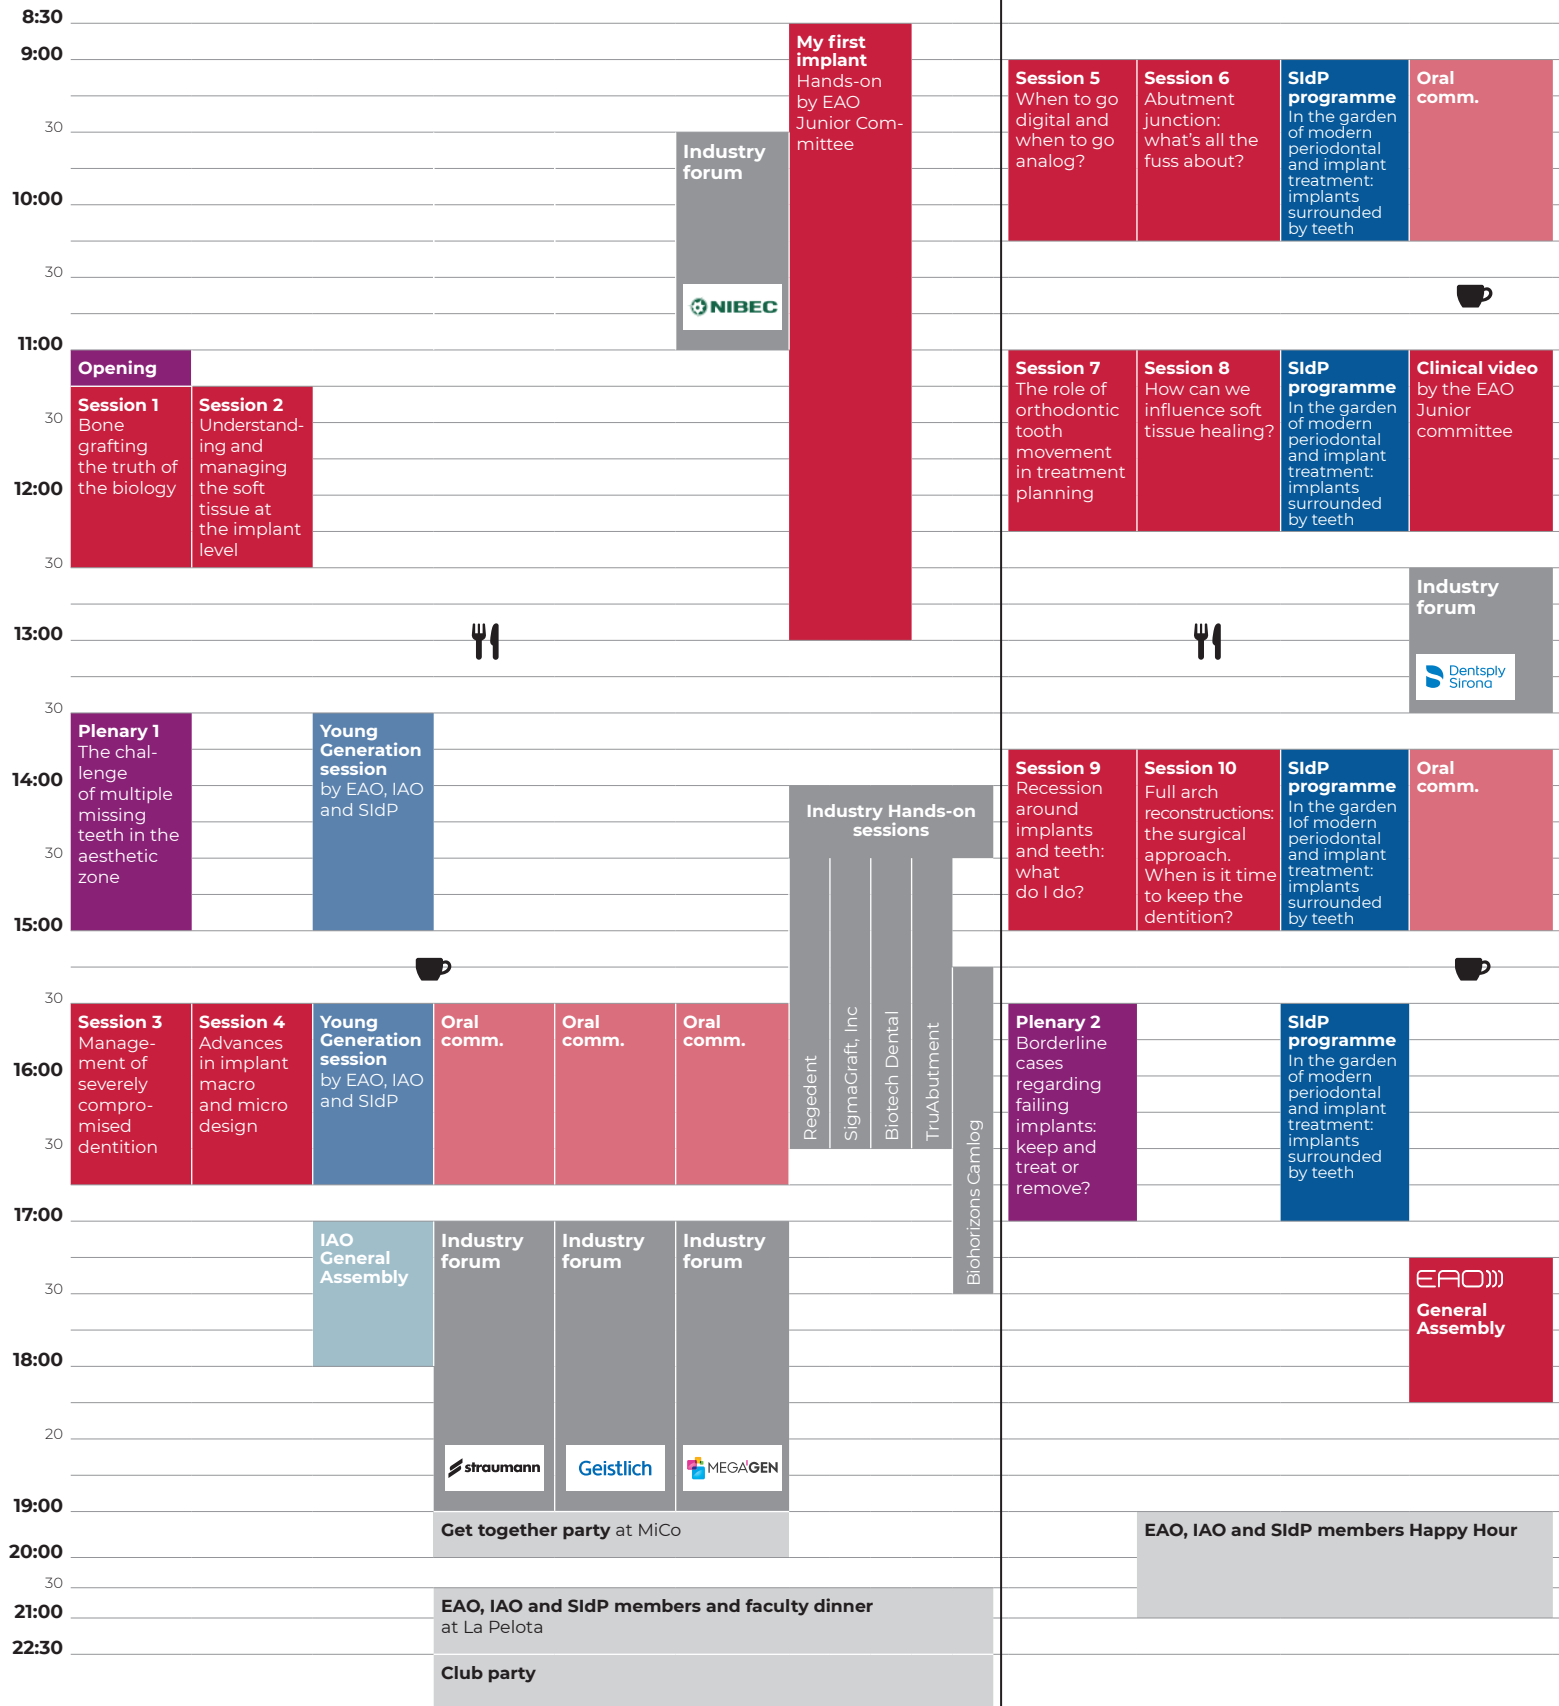 8:30
9:00
30
10:00
30
11:00
30
12:00
30
13:00
30
14:00
30
15:00
30
16:00
30
17:00
30
18:00
20
19:00
20:00
30
21:00
22:30
My first
implant
Hands-on
by EAO
Junior Com-
mittee
Industry
forum
NIBEC
Opening
Session 1
Bone
grafting
the truth of
the biology
Session 2
Understand-
ing and
managing
the soft
tissue at
the implant
level
Plenary 1
The chal-
lenge
of multiple
missing
teeth in the
aesthetic
zone
Young
Generation
session
by EAO, IAO
and SIdP
Industry Hands-on
sessions
Regedent
SigmaGraft, Inc
Biotech Dental
TruAbutment
Biohorizons Camlog
Session 3
Manage-
ment of
severely
compro-
mised
dentition
Session 4
Advances
in implant
macro
and micro
design
Young
Generation
session
by EAO, IAO
and SIdP
Oral
comm.
Oral
comm.
Oral
comm.
IAO
General
Assembly
Industry
forum
straumann
Industry
forum
Geistlich
Industry
forum
MEGA'GEN
Get together party at MiCo
EAO, IAO and SIdP members and faculty dinner
at La Pelota
Club party
Session 5
When to go
digital and
when to go
analog?
Session 6
Abutment
junction:
what's all the
fuss about?
SIdP
programme
In the garden
of modern
periodontal
and implant
treatment:
implants
surrounded
by teeth
Oral
comm.
Session 7
The role of
orthodontic
tooth
movement
in treatment
planning
Session 8
How can we
influence soft
tissue healing?
SIdP
programme
In the garden
of modern
periodontal
and implant
treatment:
implants
surrounded
by teeth
Clinical video
by the EAO
Junior
committee
Industry
forum
Dentsply
Sirona
Session 9
Recession
around
implants
and teeth:
what
do I do?
Session 10
Full arch
reconstructions:
the surgical
approach.
When is it time
to keep the
dentition?
SIdP
programme
In the garden
Iof modern
periodontal
and implant
treatment:
implants
surrounded
by teeth
Oral
comm.
Plenary 2
Borderline
cases
regarding
failing
implants:
keep and
treat or
remove?
SIdP
programme
In the garden
of modern
periodontal
and implant
treatment:
implants
surrounded
by teeth
EAO)))
General
Assembly
EAO, IAO and SIdP members Happy Hour